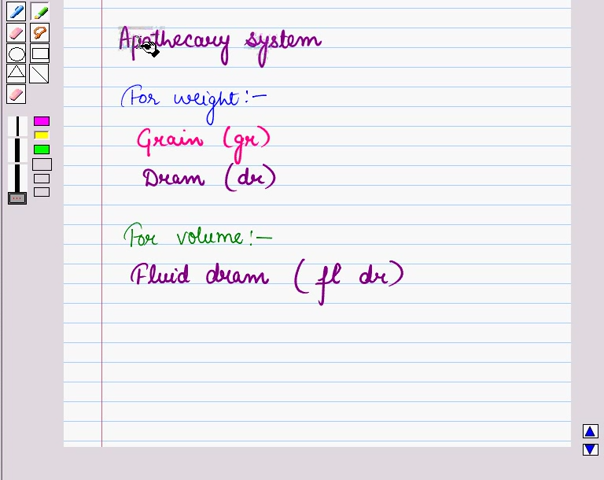 Apothecary system
For weight:-
Grain (gr)
Dram (dr)
For volume:-
Fluid dram (fl dr)